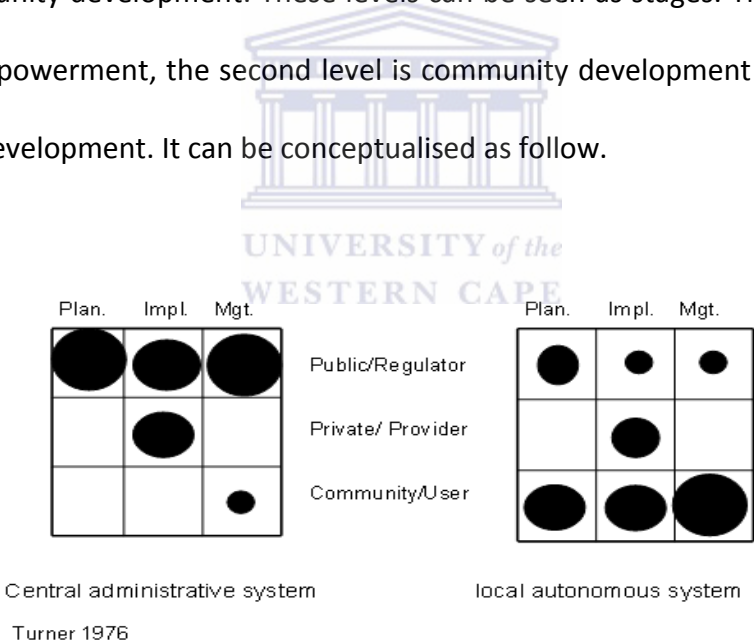 unity development. These levels can be seen as stages.
powerment, the second level is community development
evelopment. It can be conceptualised as follow.
UNIVERSITY of the
WESTERN CAPE
Plan. Impl. Mgt.
Plan. Impl. Mgt.
Public/Regulator
Private/ Provider
Community/User
Central administrative system
local autonomous system
Turner 1976